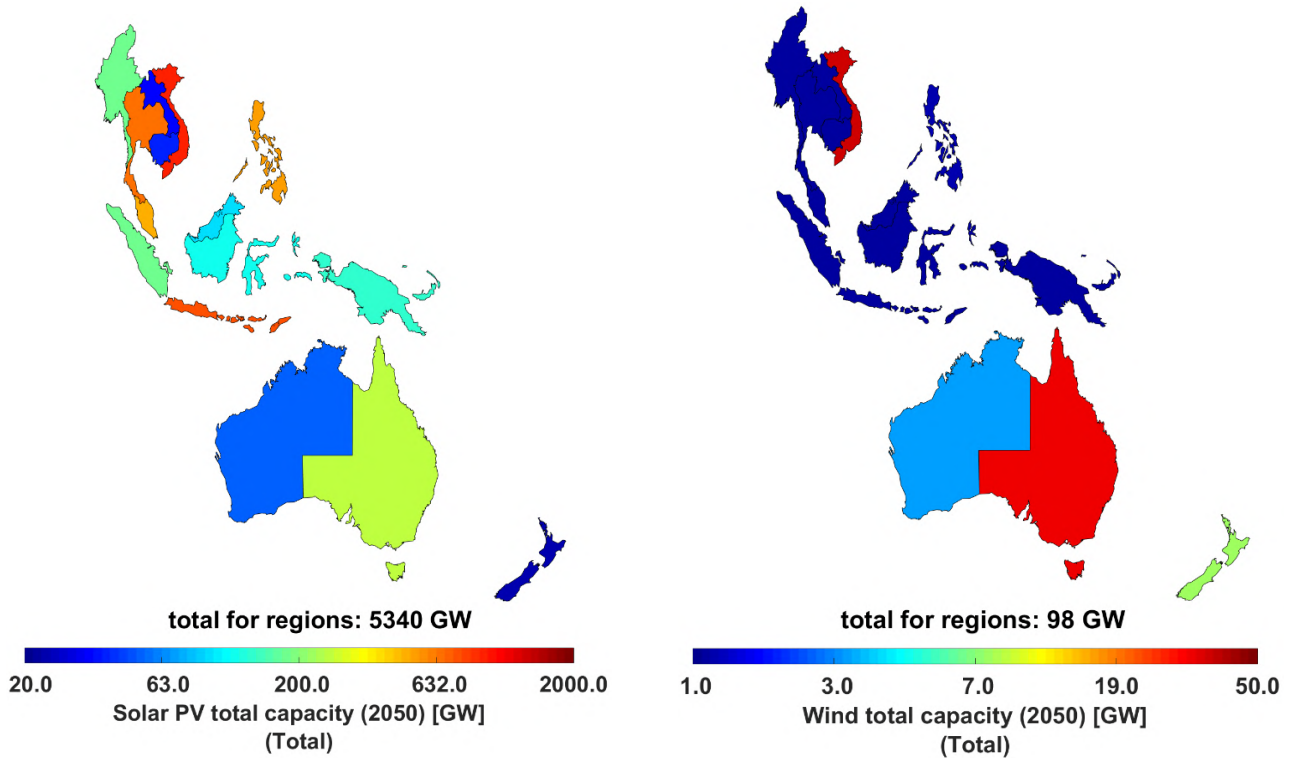 total for regions: 5340 GW
20.0 63.0 200.0 632.0 2000.0
Solar PV total capacity (2050) [GW]
(Total)
total for regions: 98 GW
1.0 3.0 7.0 19.0 50.0
Wind total capacity (2050) [GW]
(Total)